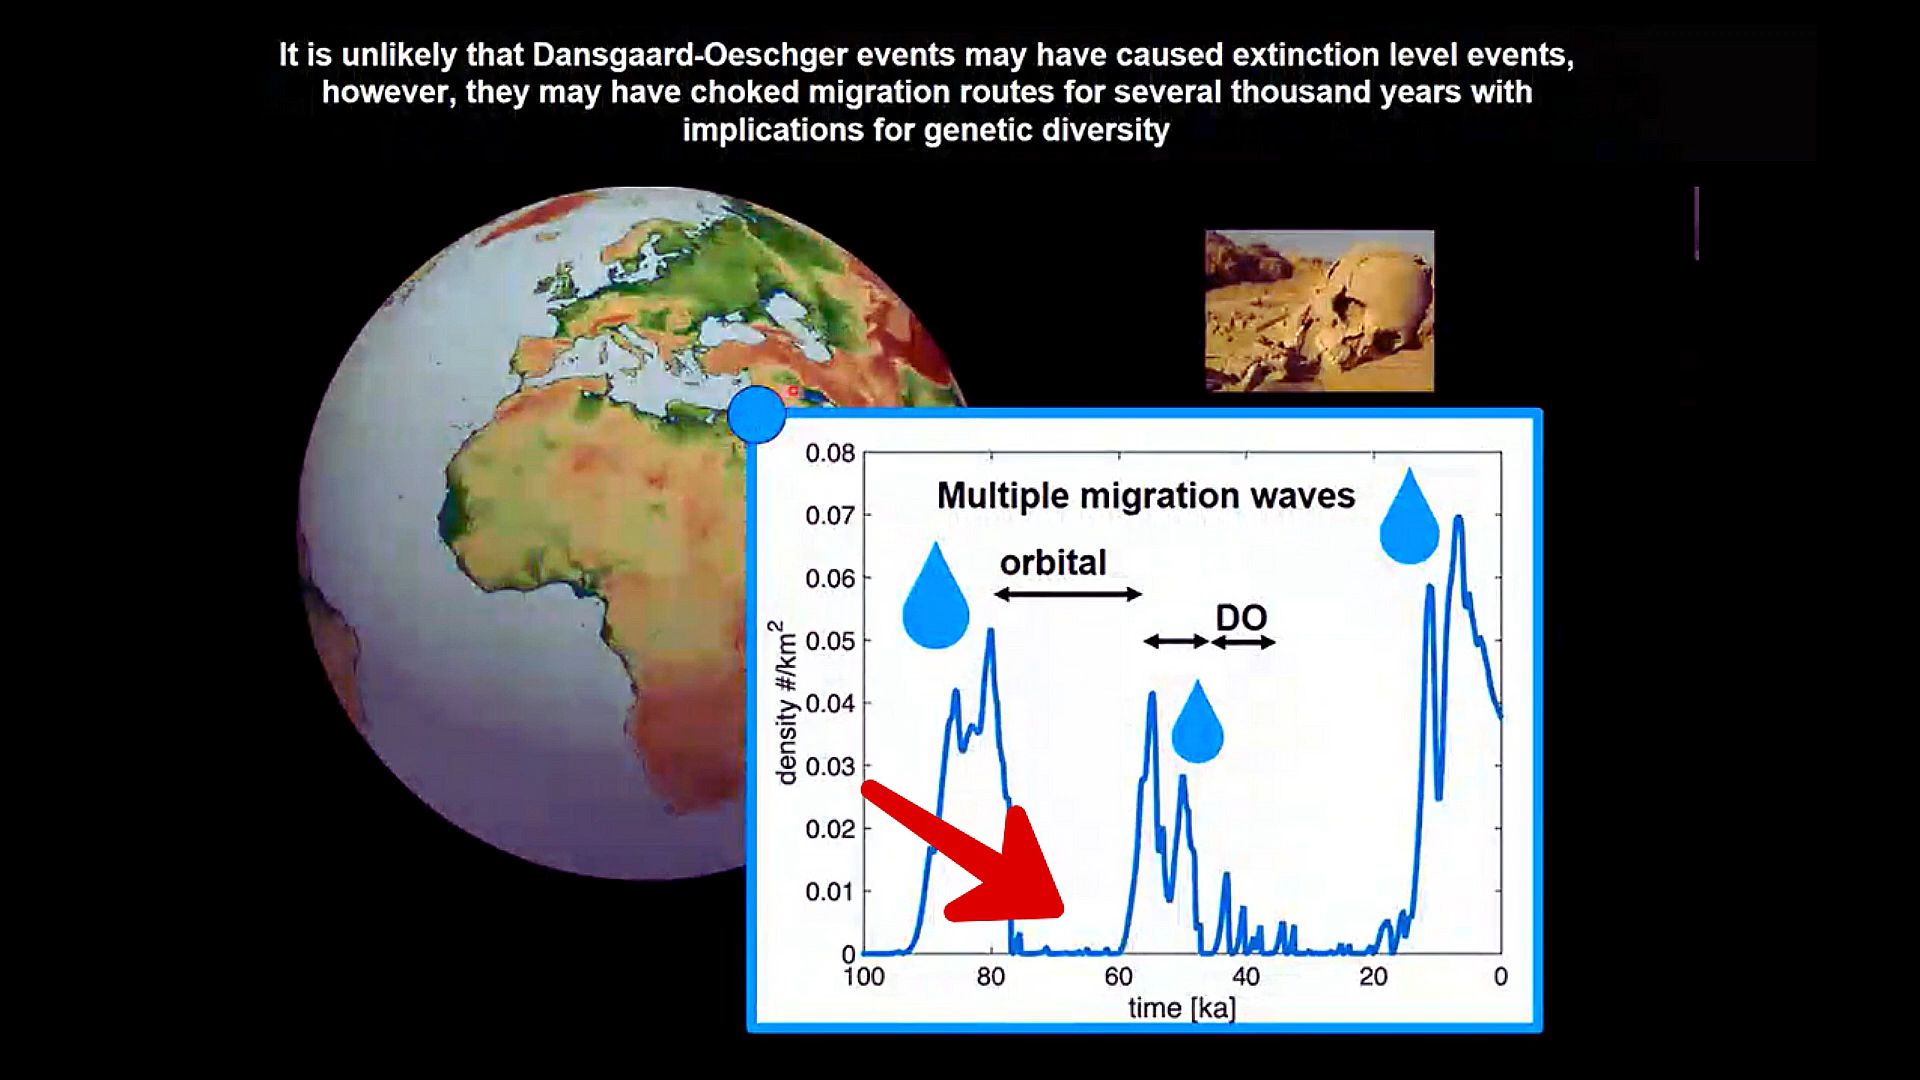 It is unlikely that Dansgaard-Oeschger events may have caused extinction level events,
however, they may have choked migration routes for several thousand years with
implications for genetic diversity
Multiple migration waves
orbital
DO
density #/km²
0.08
0.07
0.06
0.05
0.04
0.03
0.02
0.01
0
100 80 60 40 20 0
time [ka]